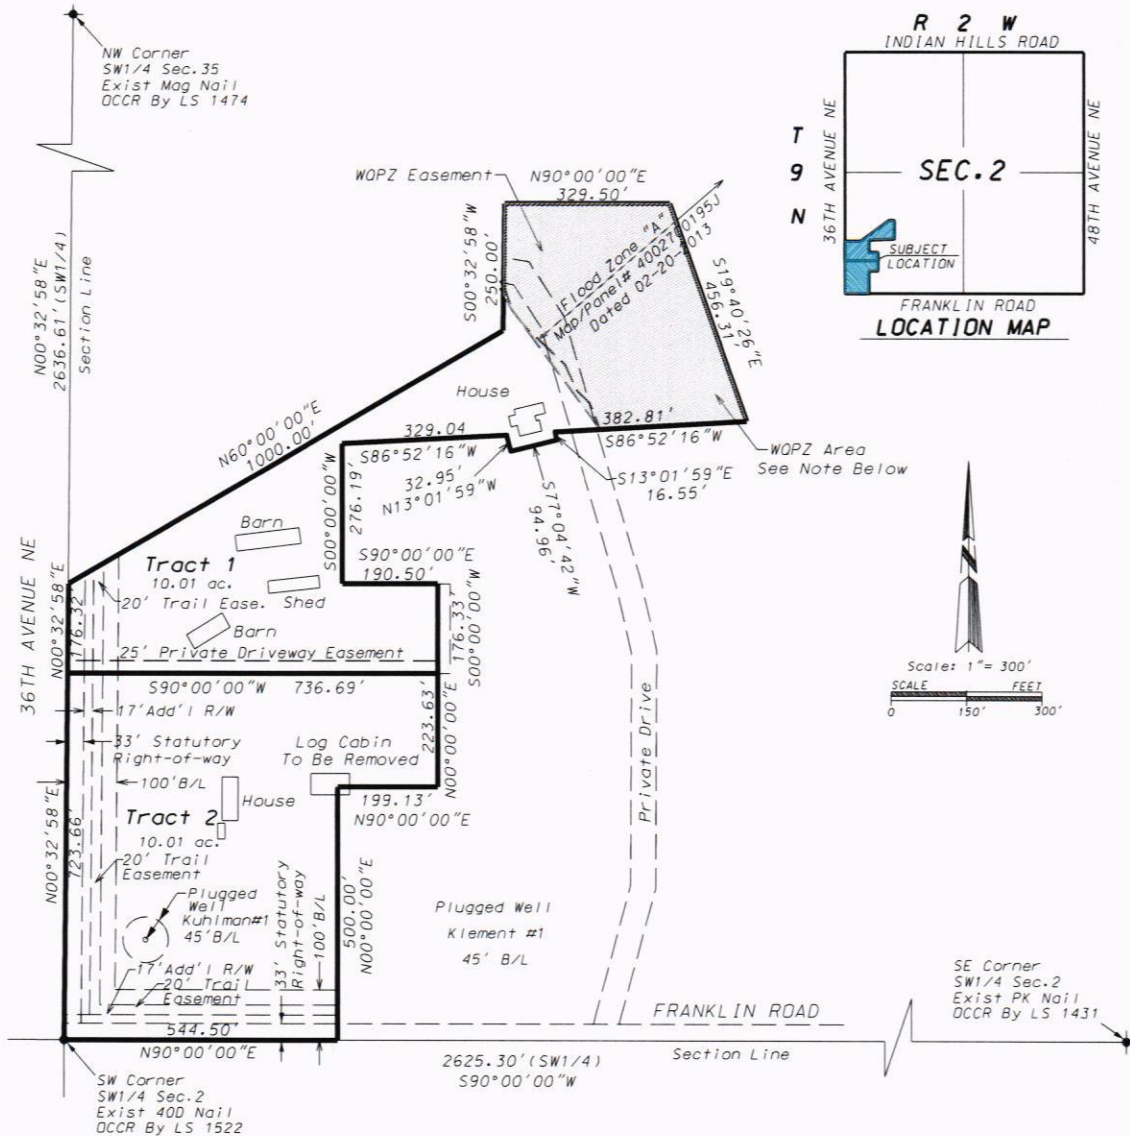 NW Corner
SW1/4 Sec.35
Exist Mag Nail
OCCR By LS 1474
R 2 W
INDIAN HILLS ROAD
T
9
N
36TH AVENUE NE
48TH AVENUE NE
SEC.2
SUBJECT
LOCATION
FRANKLIN ROAD
LOCATION MAP
N00°32'58"E
2636.61'(SW1/4)
Section Line
WQPZ Easement
N90°00'00"E
329.50'
S00°32'58"W
250.00'
Flood Zone "A"
Map/Panel# 4002700195J
Dated 02-20-2013
S19°40'26"E
456.31'
House
382.81'
S86°52'16"W
WQPZ Area
See Note Below
N60°00'00"E
1000.00'
329.04
S86°52'16"W
32.95'
N13°01'59"W
S13°01'59"E
16.55'
S77°04'42"W
94.96'
S00°00'00"W
276.19'
Barn
Tract 1
10.01 ac.
S90°00'00"E
190.50'
20' Trail Ease.
Shed
Barn
36TH AVENUE NE
N00°32'58"E
176.32'
176.33'
S00°00'00"W
25' Private Driveway Easement
S90°00'00"W 736.69'
17'Add'l R/W
33' Statutory
Right-of-way
Log Cabin
To Be Removed
223.63'
N00°00'00"E
100'B/L
House
199.13'
N90°00'00"E
Tract 2
10.01 ac.
N00°32'58"E
723.66'
20' Trail
Easement
Plugged
Well
Kuhlman#1
45'B/L
33' Statutory
Right-of-way
100'B/L
500.00'
N00°00'00"E
Plugged Well
Klement #1
45' B/L
Private Drive
17'Add'l R/W
20' Trail
Easement
544.50'
N90°00'00"E
FRANKLIN ROAD
2625.30'(SW1/4)
S90°00'00"W
Section Line
SE Corner
SW1/4 Sec.2
Exist PK Nail
OCCR By LS 1431
SW Corner
SW1/4 Sec.2
Exist 40D Nail
OCCR By LS 1522
Scale: 1"= 300'
SCALE FEET
0 150' 300'